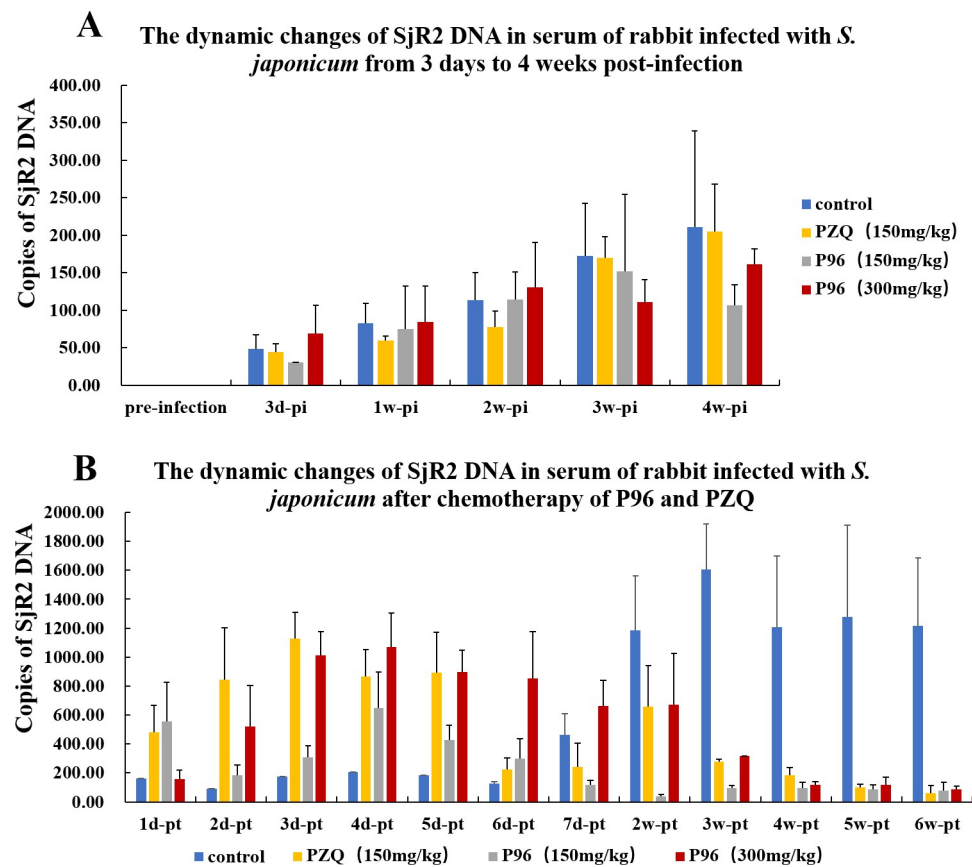 A
The dynamic changes of SjR2 DNA in serum of rabbit infected with S.
japonicum from 3 days to 4 weeks post-infection
Copies of SjR2 DNA
400.00
350.00
300.00
250.00
200.00
150.00
100.00
50.00
0.00
pre-infection 3d-pi 1w-pi 2w-pi 3w-pi 4w-pi
control
PZQ（150mg/kg）
P96（150mg/kg）
P96（300mg/kg）
B
The dynamic changes of SjR2 DNA in serum of rabbit infected with S.
japonicum after chemotherapy of P96 and PZQ
Copies of SjR2 DNA
2000.00
1800.00
1600.00
1400.00
1200.00
1000.00
800.00
600.00
400.00
200.00
0.00
1d-pt 2d-pt 3d-pt 4d-pt 5d-pt 6d-pt 7d-pt 2w-pt 3w-pt 4w-pt 5w-pt 6w-pt
control PZQ（150mg/kg） P96（150mg/kg） P96（300mg/kg）